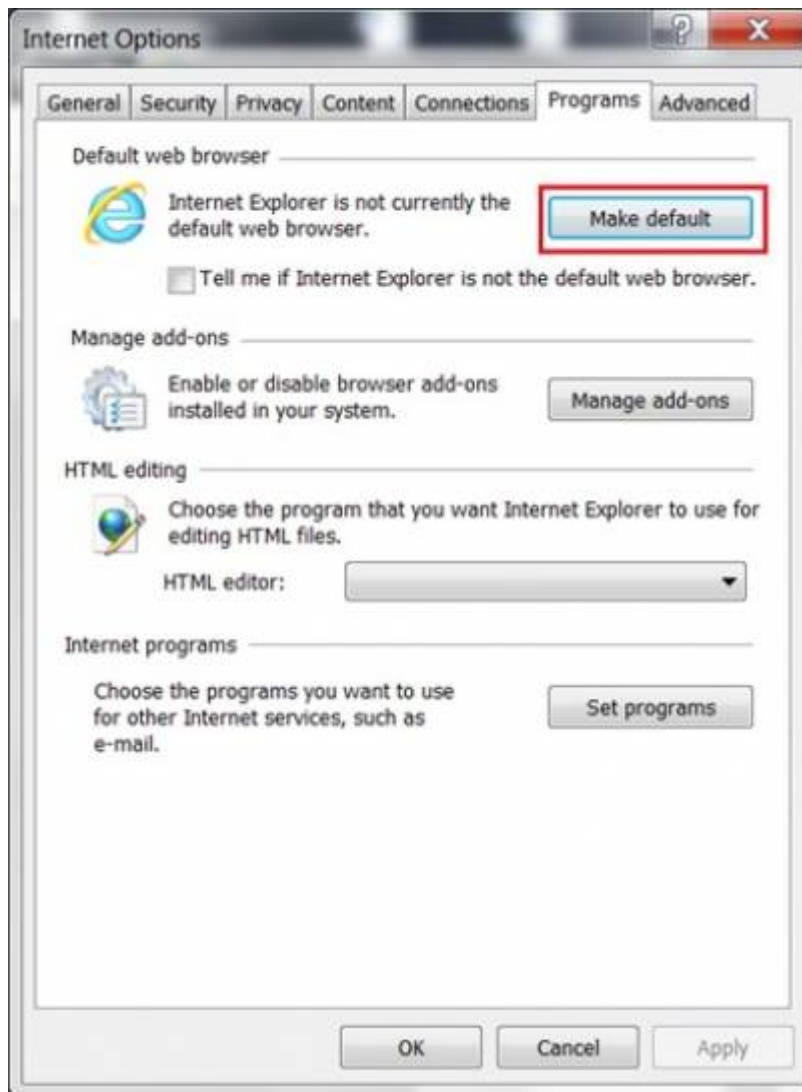 Internet Options
General Security Privacy Content Connections Programs Advanced
Default web browser
Internet Explorer is not currently the
default web browser.
Make default
Tell me if Internet Explorer is not the default web browser.
Manage add-ons
Enable or disable browser add-ons
installed in your system.
Manage add-ons
HTML editing
Choose the program that you want Internet Explorer to use for
editing HTML files.
HTML editor:
Internet programs
Choose the programs you want to use
for other Internet services, such as
e-mail.
Set programs
OK Cancel Apply